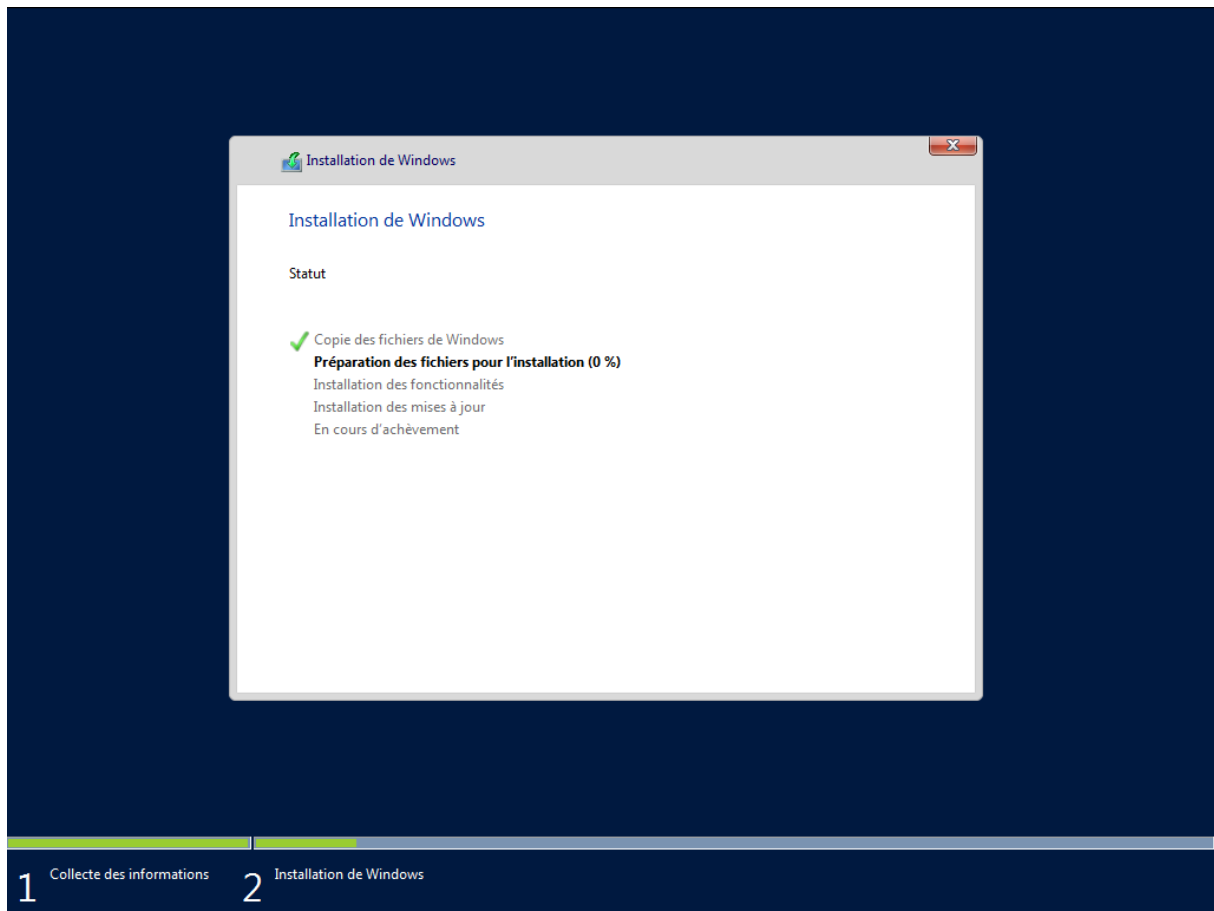 Installation de Windows
Installation de Windows
Statut
Copie des fichiers de Windows
Préparation des fichiers pour l'installation (0 %)
Installation des fonctionnalités
Installation des mises à jour
En cours d'achèvement
1 Collecte des informations 2 Installation de Windows